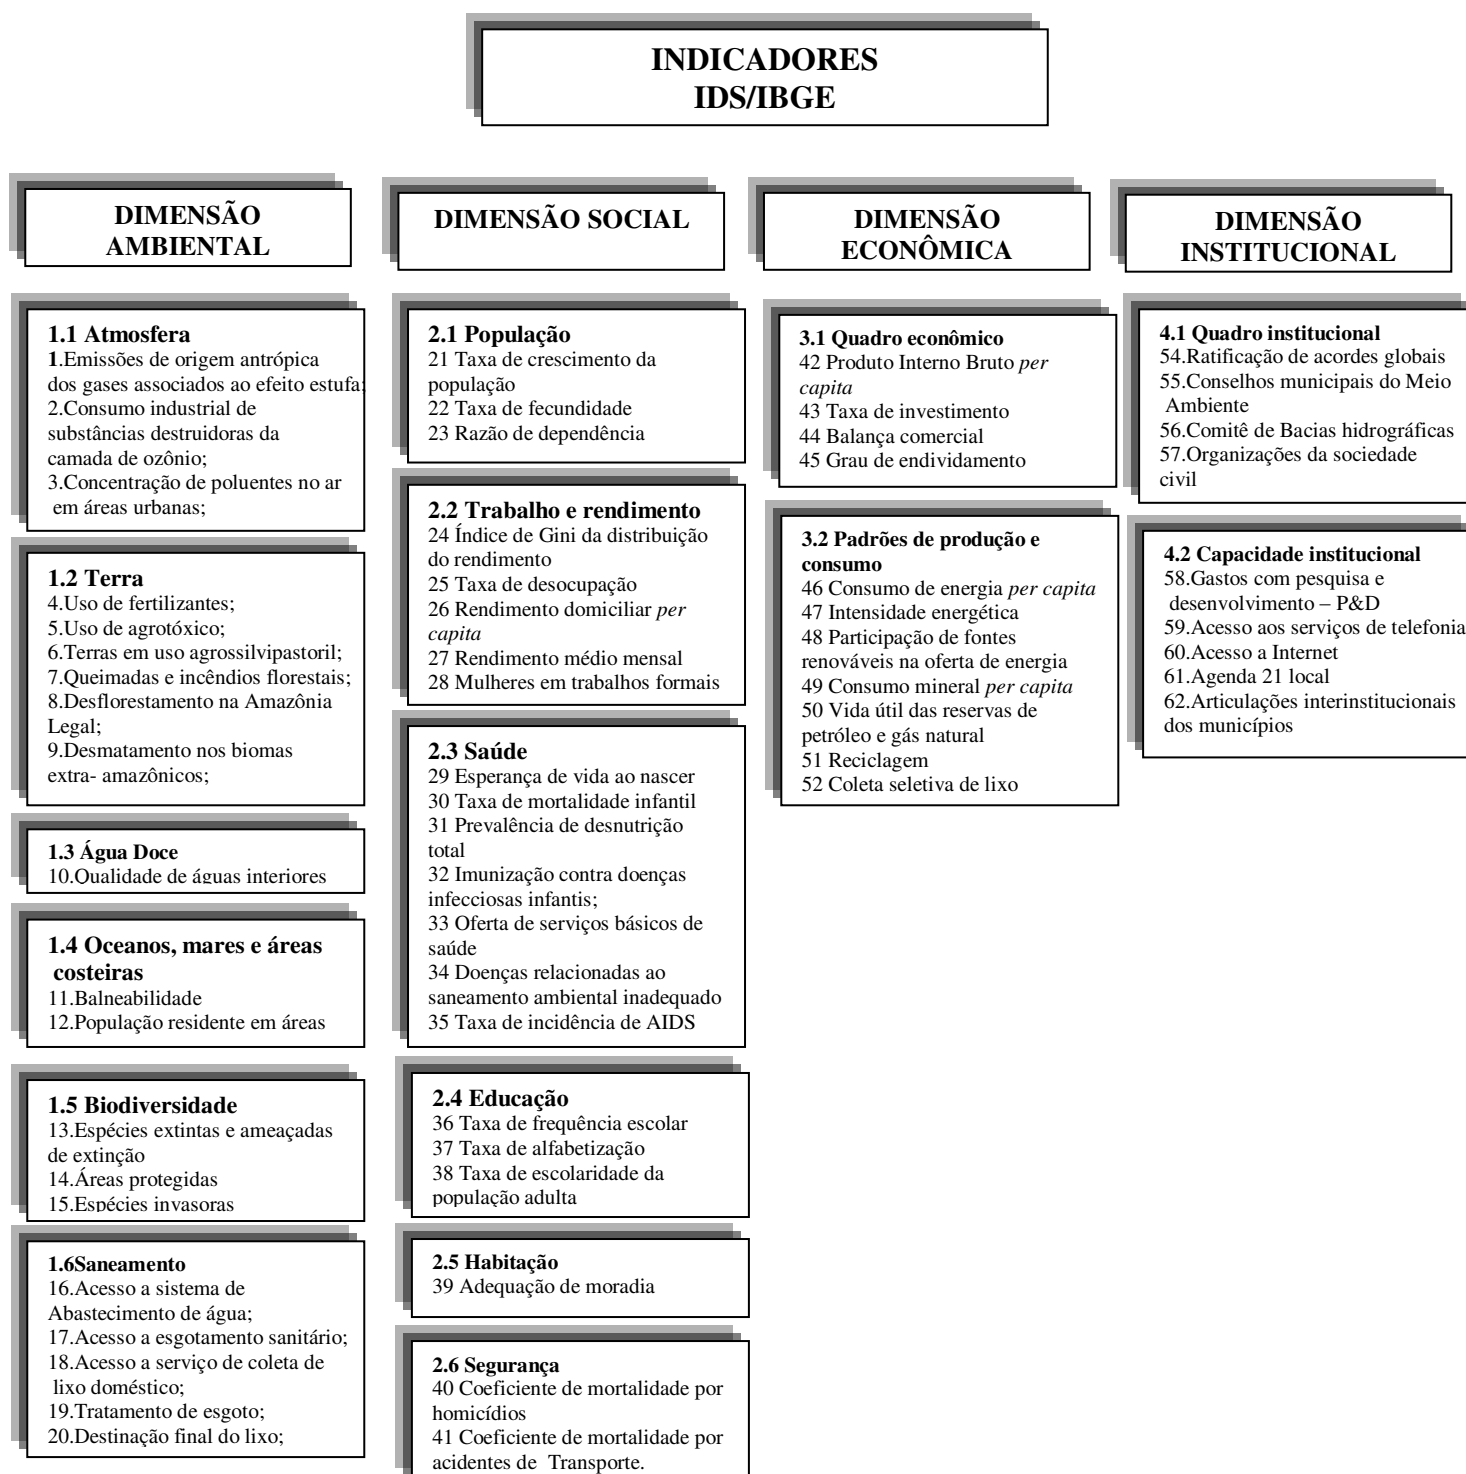 INDICADORES
IDS/IBGE
DIMENSÃO
AMBIENTAL
1.1 Atmosfera
1.Emissões de origem antrópica
dos gases associados ao efeito estufa;
2.Consumo industrial de
substâncias destruidoras da
camada de ozônio;
3.Concentração de poluentes no ar
em áreas urbanas;
1.2 Terra
4.Uso de fertilizantes;
5.Uso de agrotóxico;
6.Terras em uso agrossilvipastoril;
7.Queimadas e incêndios florestais;
8.Desflorestamento na Amazônia
Legal;
9.Desmatamento nos biomas
extra- amazônicos;
1.3 Água Doce
10.Qualidade de águas interiores
1.4 Oceanos, mares e áreas
costeiras
11.Balneabilidade
12.População residente em áreas
1.5 Biodiversidade
13.Espécies extintas e ameaçadas
de extinção
14.Áreas protegidas
15.Espécies invasoras
1.6Saneamento
16.Acesso a sistema de
Abastecimento de água;
17.Acesso a esgotamento sanitário;
18.Acesso a serviço de coleta de
lixo doméstico;
19.Tratamento de esgoto;
20.Destinação final do lixo;
DIMENSÃO SOCIAL
2.1 População
21 Taxa de crescimento da
população
22 Taxa de fecundidade
23 Razão de dependência
2.2 Trabalho e rendimento
24 Índice de Gini da distribuição
do rendimento
25 Taxa de desocupação
26 Rendimento domiciliar per
capita
27 Rendimento médio mensal
28 Mulheres em trabalhos formais
2.3 Saúde
29 Esperança de vida ao nascer
30 Taxa de mortalidade infantil
31 Prevalência de desnutrição
total
32 Imunização contra doenças
infecciosas infantis;
33 Oferta de serviços básicos de
saúde
34 Doenças relacionadas ao
saneamento ambiental inadequado
35 Taxa de incidência de AIDS
2.4 Educação
36 Taxa de frequência escolar
37 Taxa de alfabetização
38 Taxa de escolaridade da
população adulta
2.5 Habitação
39 Adequação de moradia
2.6 Segurança
40 Coeficiente de mortalidade por
homicídios
41 Coeficiente de mortalidade por
acidentes de Transporte.
DIMENSÃO
ECONÔMICA
3.1 Quadro econômico
42 Produto Interno Bruto per
capita
43 Taxa de investimento
44 Balança comercial
45 Grau de endividamento
3.2 Padrões de produção e
consumo
46 Consumo de energia per capita
47 Intensidade energética
48 Participação de fontes
renováveis na oferta de energia
49 Consumo mineral per capita
50 Vida útil das reservas de
petróleo e gás natural
51 Reciclagem
52 Coleta seletiva de lixo
DIMENSÃO
INSTITUCIONAL
4.1 Quadro institucional
54.Ratificação de acordes globais
55.Conselhos municipais do Meio
Ambiente
56.Comitê de Bacias hidrográficas
57.Organizações da sociedade
civil
4.2 Capacidade institucional
58.Gastos com pesquisa e
desenvolvimento – P&D
59.Acesso aos serviços de telefonia
60.Acesso a Internet
61.Agenda 21 local
62.Articulações interinstitucionais
dos municípios